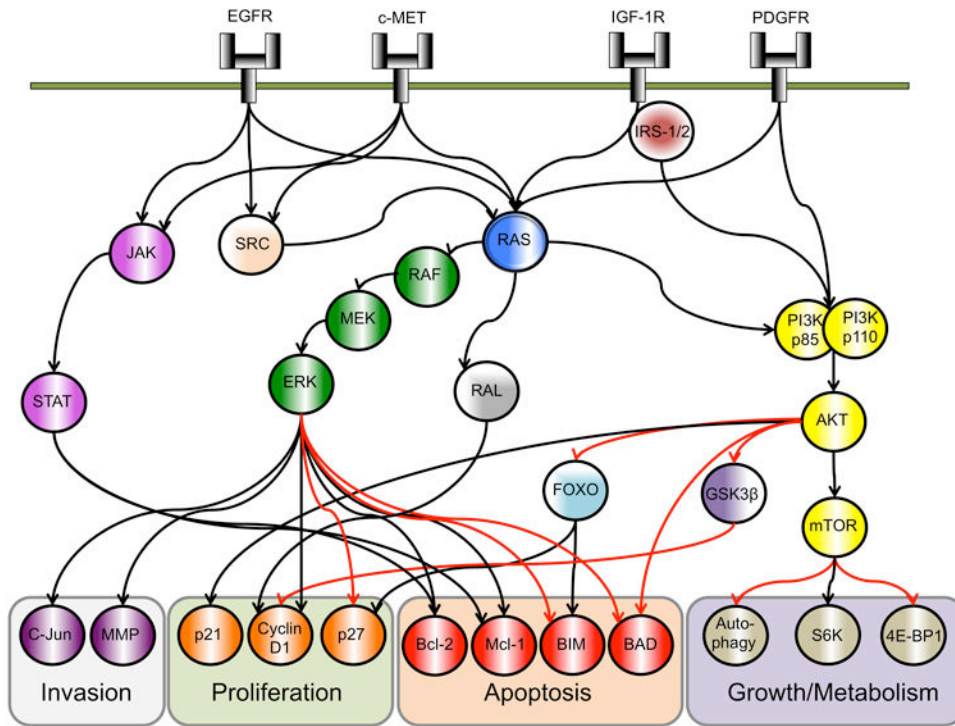 EGFR
c-MET
IGF-1R
PDGFR
IRS-1/2
JAK
SRC
RAS
RAF
MEK
PI3K
p85
PI3K
p110
ERK
RAL
STAT
AKT
FOXO
GSK3β
mTOR
C-Jun
MMP
p21
Cyclin
D1
p27
Bcl-2
Mcl-1
BIM
BAD
Auto-
phagy
S6K
4E-BP1
Invasion
Proliferation
Apoptosis
Growth/Metabolism